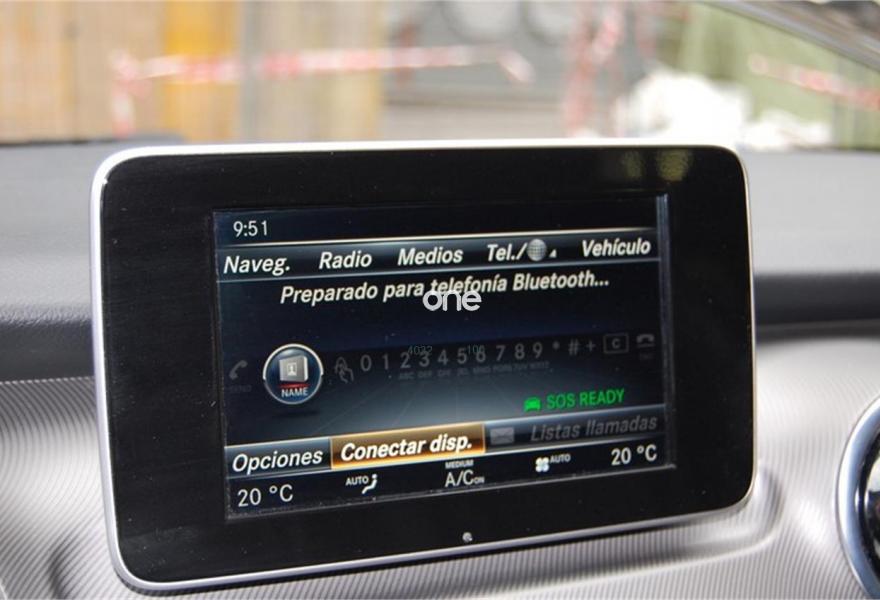 9:51
Naveg. Radio Medios Tel./ Vehículo
Preparado para telefonía Bluetooth...
one
NAME 0 1 2 3 4 5 6 7 8 9 * # + C
SOS READY
Opciones Conectar disp. Listas llamadas
20 °C AUTO MEDIUM A/C ON AUTO 20 °C